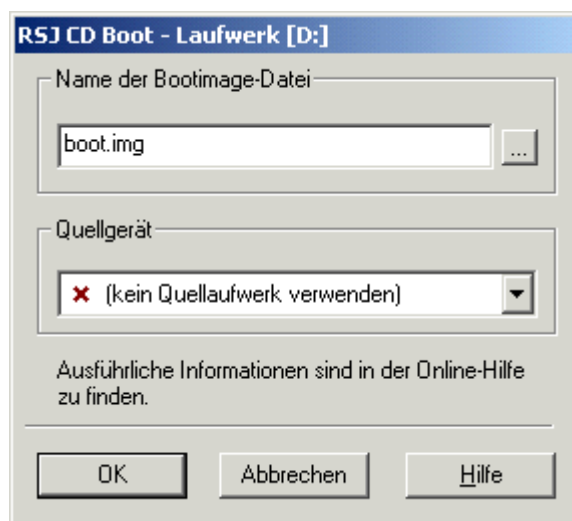 RSJ CD Boot - Laufwerk [D:]
Name der Bootimage-Datei
boot.img
...
Quellgerät
(kein Quellaufwerk verwenden)
Ausführliche Informationen sind in der Online-Hilfe
zu finden.
OK
Abbrechen
Hilfe